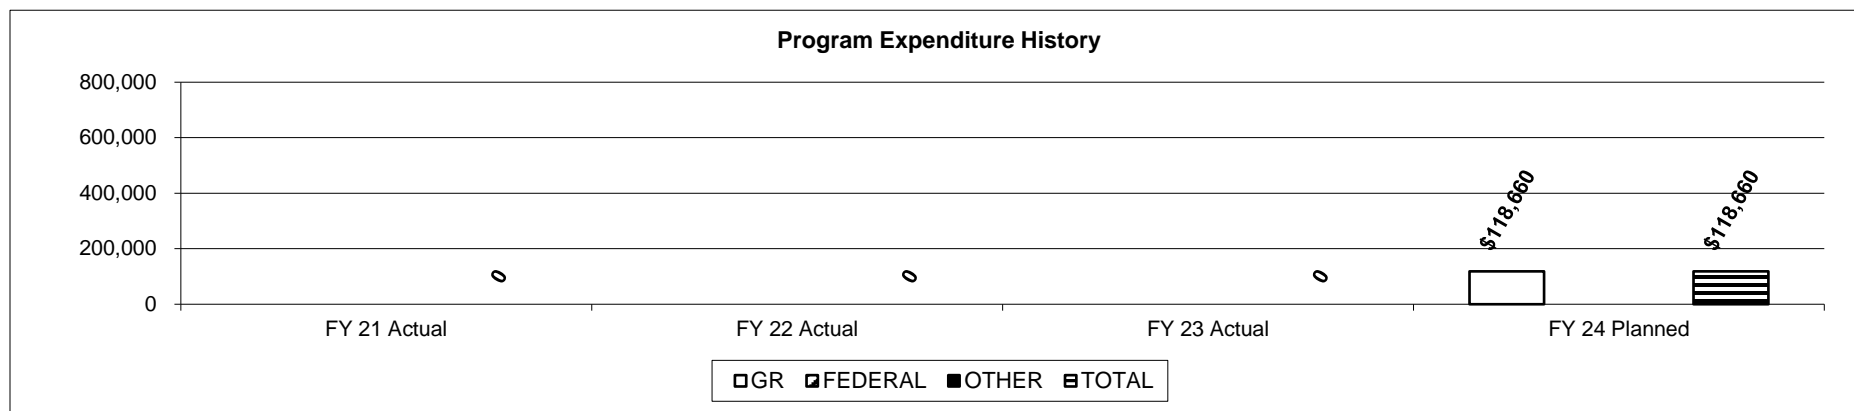 Program Expenditure History
800,000
600,000
400,000
200,000
0
0
0
0
$118,660
$118,660
FY 21 Actual
FY 22 Actual
FY 23 Actual
FY 24 Planned
GR FEDERAL OTHER TOTAL